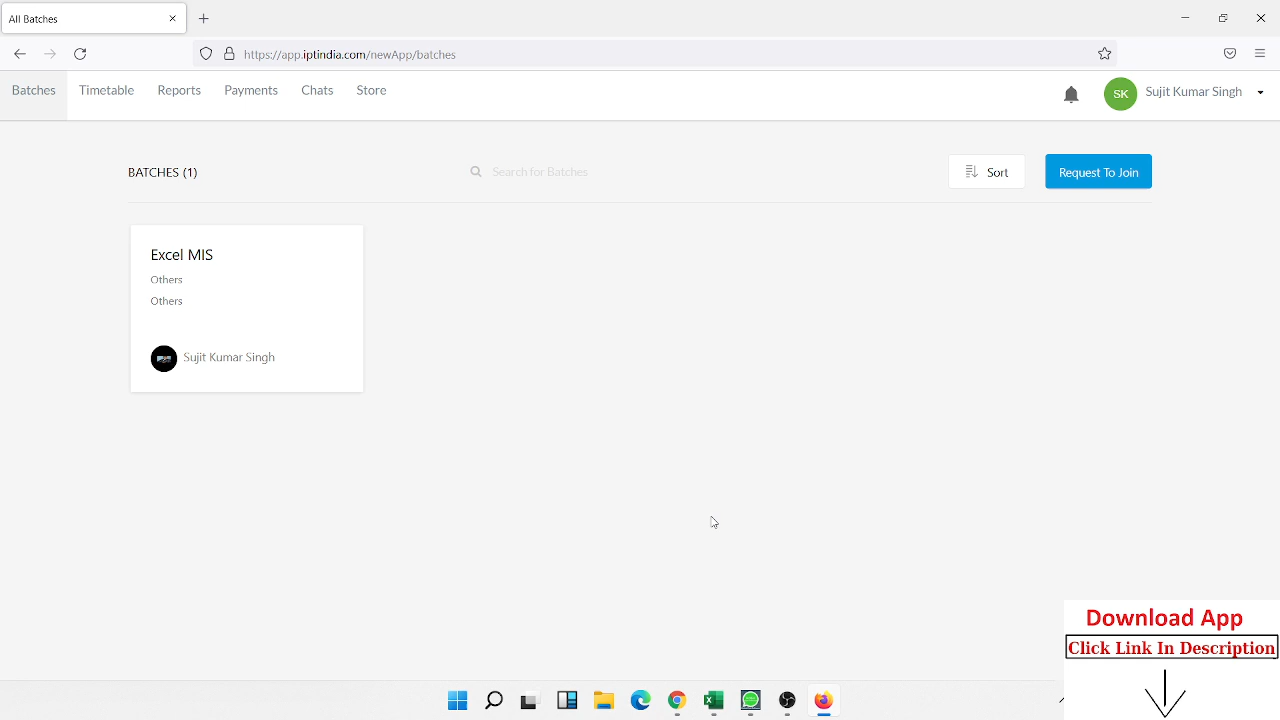 All Batches
https://app.iptindia.com/newApp/batches
Batches Timetable Reports Payments Chats Store
SK Sujit Kumar Singh
BATCHES (1)
Search for Batches
Sort
Request To Join
Excel MIS
Others
Others
Sujit Kumar Singh
Download App
Click Link In Description